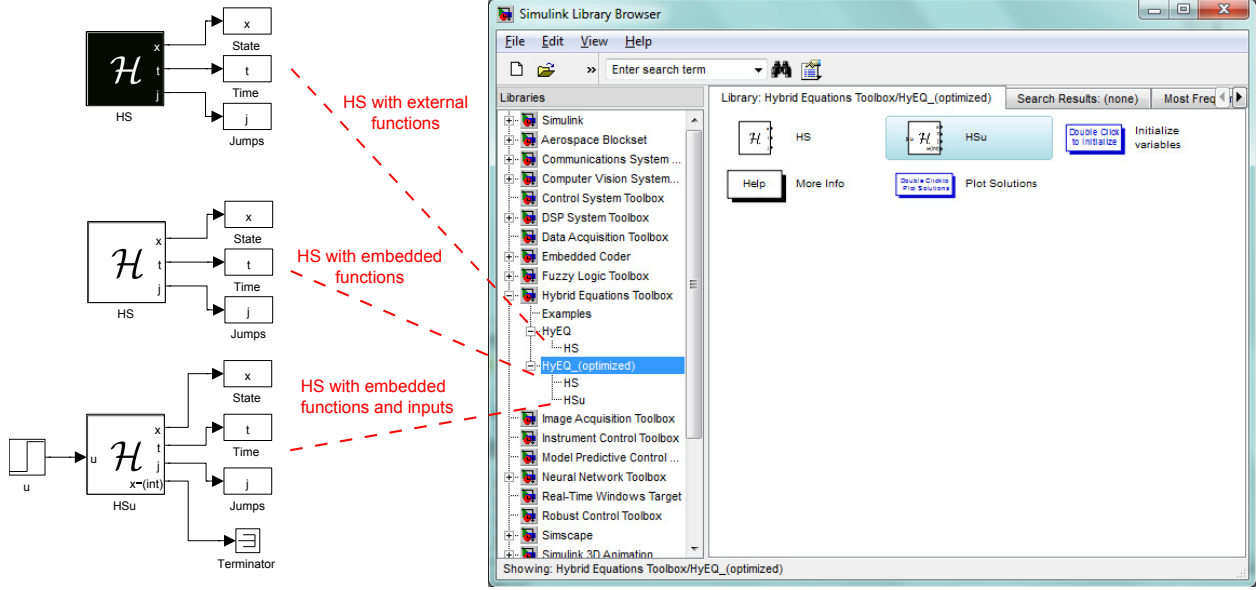 x
State
x
ℋ
t
t
Time
j
j
HS
Jumps
HS with external
functions
x
State
x
ℋ
t
t
Time
j
j
HS
Jumps
HS with embedded
functions
x
State
x
u
ℋ
t
t
Time
j
j
x-(int)
u
HSu
Jumps
Terminator
HS with embedded
functions and inputs
Simulink Library Browser
File Edit View Help
» Enter search term
Libraries
Simulink
Aerospace Blockset
Communications System ...
Computer Vision System...
Control System Toolbox
DSP System Toolbox
Data Acquisition Toolbox
Embedded Coder
Fuzzy Logic Toolbox
Hybrid Equations Toolbox
Examples
HyEQ
HS
HyEQ_(optimized)
HS
HSu
Image Acquisition Toolbox
Instrument Control Toolbox
Model Predictive Control ...
Neural Network Toolbox
Real-Time Windows Target
Robust Control Toolbox
Simscape
Simulink 3D Animation
Library: Hybrid Equations Toolbox/HyEQ_(optimized) Search Results: (none) Most Freq
ℋ HS
ℋ HSu
Double Click
to Initialize
Initialize
variables
Help More Info
Double Click to
Plot Solutions
Plot Solutions
Showing: Hybrid Equations Toolbox/HyEQ_(optimized)